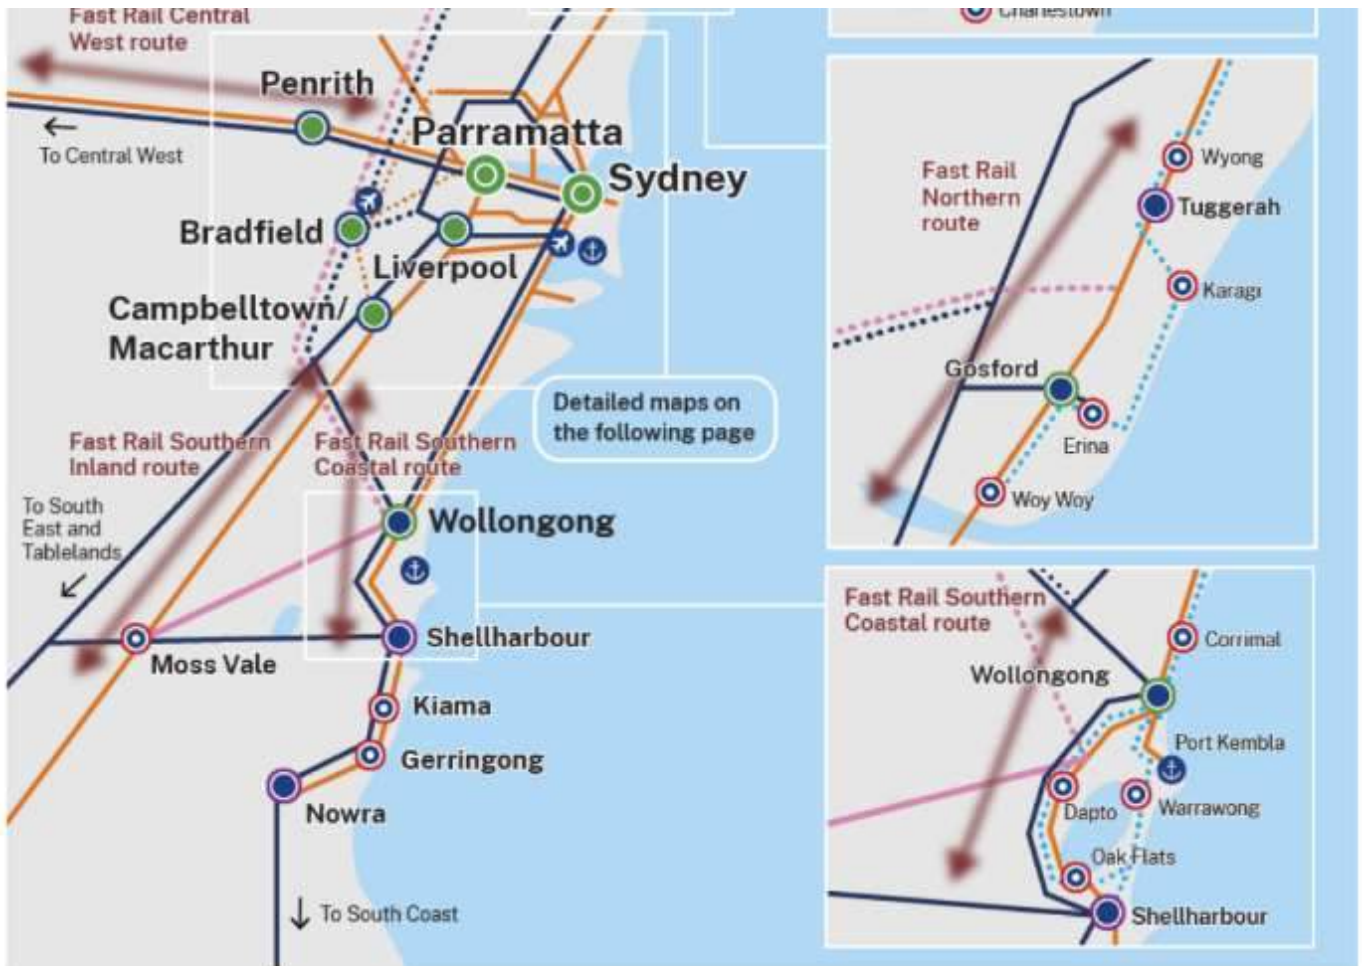 Fast Rail Central
West route
Penrith
Parramatta
Sydney
To Central West
Bradfield
Liverpool
Campbelltown/
Macarthur
Detailed maps on
the following page
Fast Rail Southern
Inland route
Fast Rail Southern
Coastal route
To South
East and
Tablelands
Wollongong
Shellharbour
Moss Vale
Kiama
Gerringong
Nowra
To South Coast
Charlestown
Wyong
Fast Rail
Northern
route
Tuggerah
Karagi
Gosford
Erina
Woy Woy
Fast Rail Southern
Coastal route
Corrimal
Wollongong
Port Kembla
Dapto
Warrawong
Oak Flats
Shellharbour